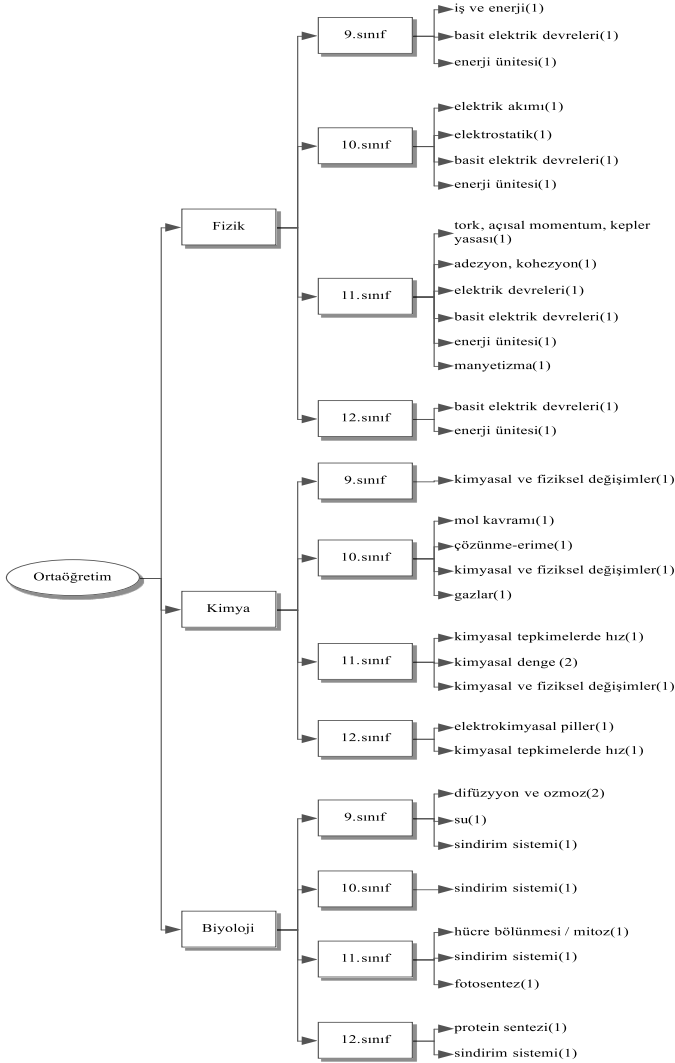 Ortaöğretim
Fizik
9.sınıf
iş ve enerji(1)
basit elektrik devreleri(1)
enerji ünitesi(1)
10.sınıf
elektrik akımı(1)
elektrostatik(1)
basit elektrik devreleri(1)
enerji ünitesi(1)
11.sınıf
tork, açısal momentum, kepler
yasası(1)
adezyon, kohezyon(1)
elektrik devreleri(1)
basit elektrik devreleri(1)
enerji ünitesi(1)
manyetizma(1)
12.sınıf
basit elektrik devreleri(1)
enerji ünitesi(1)
Kimya
9.sınıf
kimyasal ve fiziksel değişimler(1)
10.sınıf
mol kavramı(1)
çözünme-erime(1)
kimyasal ve fiziksel değişimler(1)
gazlar(1)
11.sınıf
kimyasal tepkimelerde hız(1)
kimyasal denge (2)
kimyasal ve fiziksel değişimler(1)
12.sınıf
elektrokimyasal piller(1)
kimyasal tepkimelerde hız(1)
Biyoloji
9.sınıf
difüzyyon ve ozmoz(2)
su(1)
sindirim sistemi(1)
10.sınıf
sindirim sistemi(1)
11.sınıf
hücre bölünmesi / mitoz(1)
sindirim sistemi(1)
fotosentez(1)
12.sınıf
protein sentezi(1)
sindirim sistemi(1)